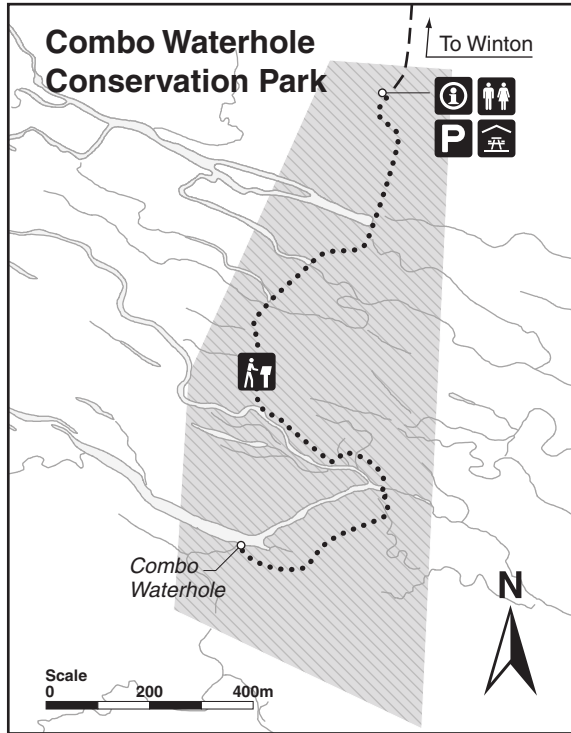 Combo Waterhole
Conservation Park
To Winton
i
P
Combo
Waterhole
N
Scale
0 200 400m